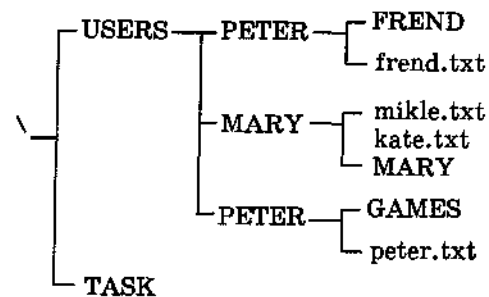 USERS PETER FREND
frend.txt
\ MARY mikle.txt
kate.txt
MARY
PETER GAMES
peter.txt
TASK